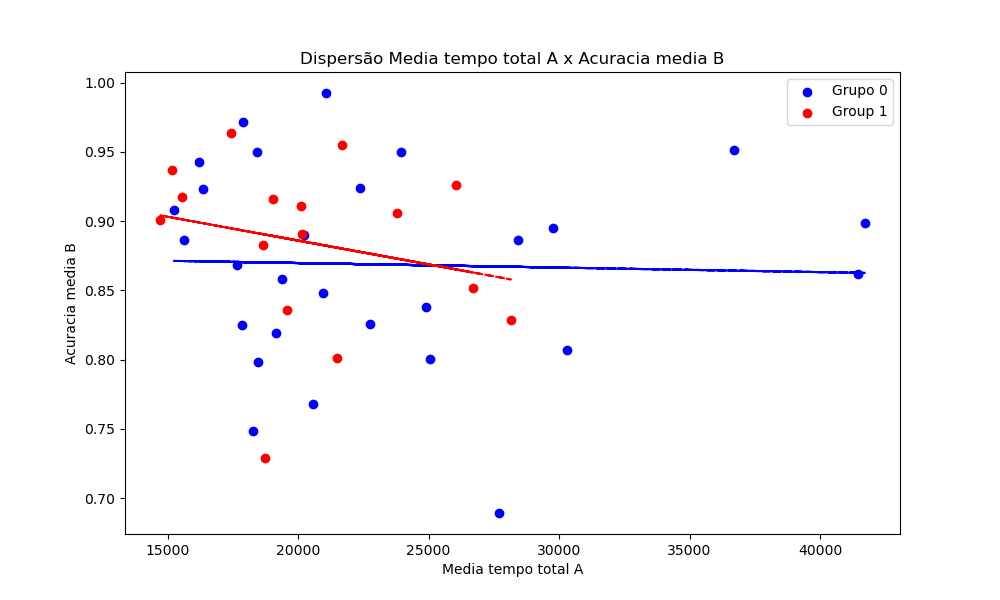 Dispersão Media tempo total A x Acuracia media B
Grupo 0
Group 1
Acuracia media B
1.00
0.95
0.90
0.85
0.80
0.75
0.70
15000 20000 25000 30000 35000 40000
Media tempo total A